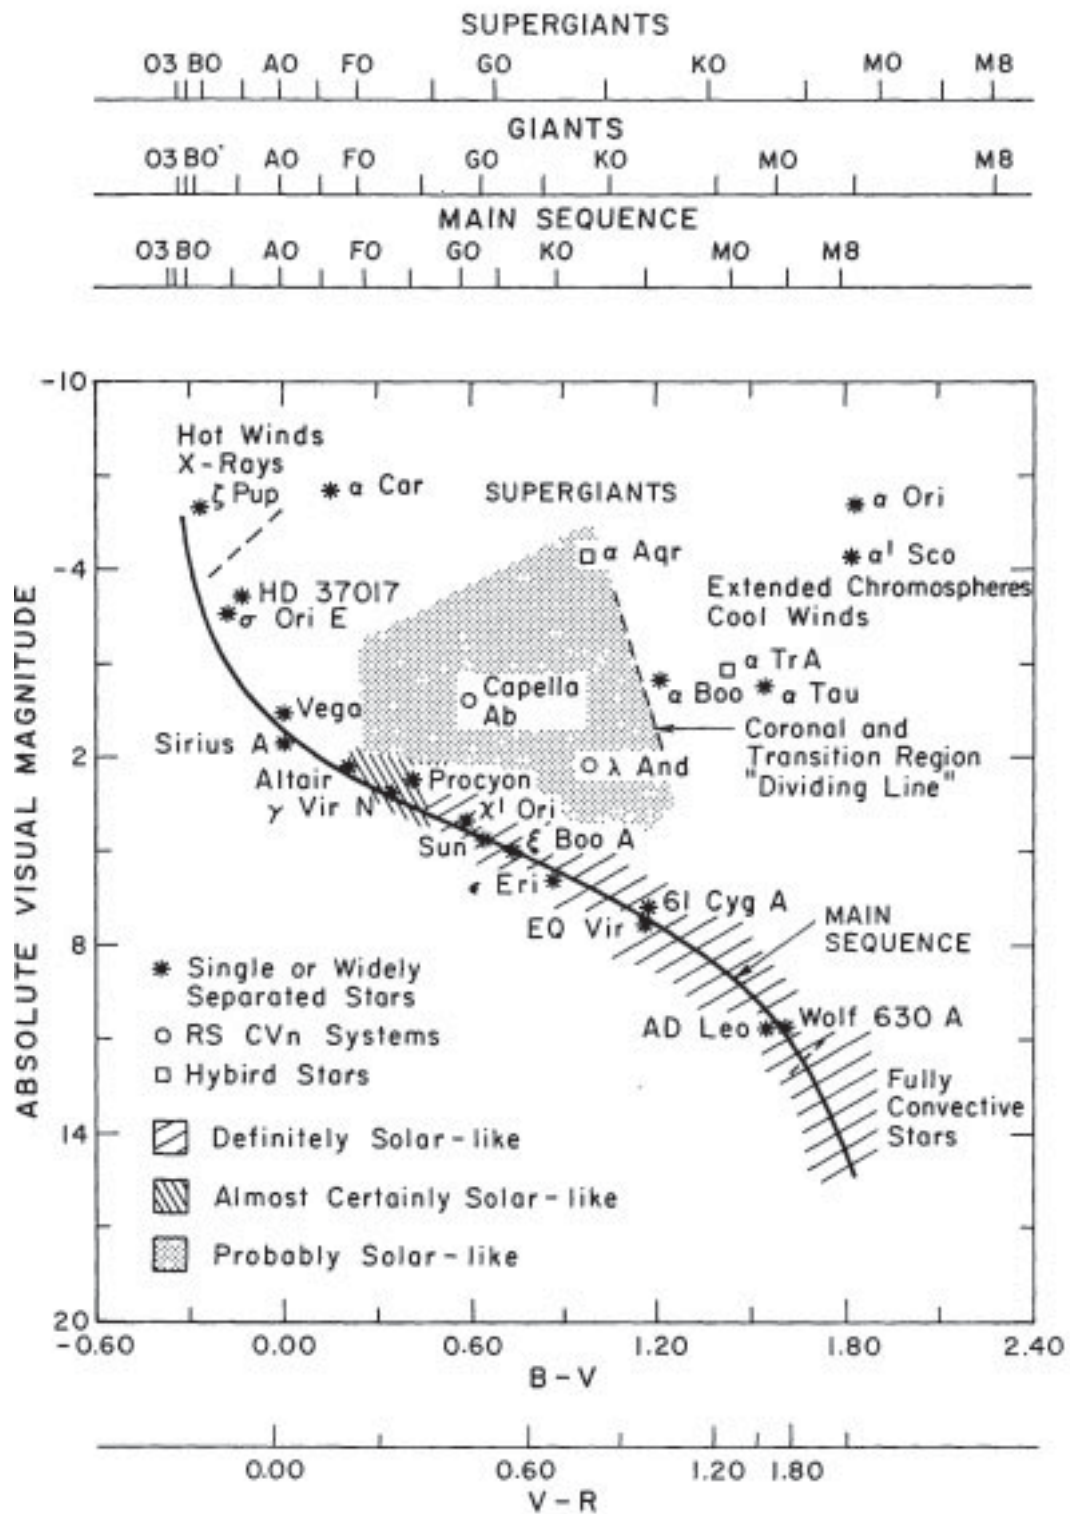 SUPERGIANTS
O3 BO AO FO GO KO MO M8
GIANTS
O3 BO AO FO GO KO MO M8
MAIN SEQUENCE
O3 BO AO FO GO KO MO M8
-10
Hot Winds
X-Rays
ζ Pup
α Car
SUPERGIANTS
α Ori
-4
α Aqr
α' Sco
HD 37017
Extended Chromospheres
Cool Winds
σ Ori E
α TrA
Capella
Ab
α Boo
α Tau
Vega
Coronal and
Transition Region
"Dividing Line"
Sirius A
2
λ And
Altair
Procyon
γ Vir N
χ' Ori
Sun
ξ Boo A
ϵ Eri
61 Cyg A
EQ Vir
MAIN
SEQUENCE
8
Single or Widely
Separated Stars
AD Leo
Wolf 630 A
RS CVn Systems
Hybird Stars
Fully
Convective
Stars
14
Definitely Solar-like
Almost Certainly Solar-like
Probably Solar-like
20
ABSOLUTE VISUAL MAGNITUDE
-0.60 0.00 0.60 1.20 1.80 2.40
B-V
0.00 0.60 1.20 1.80
V-R